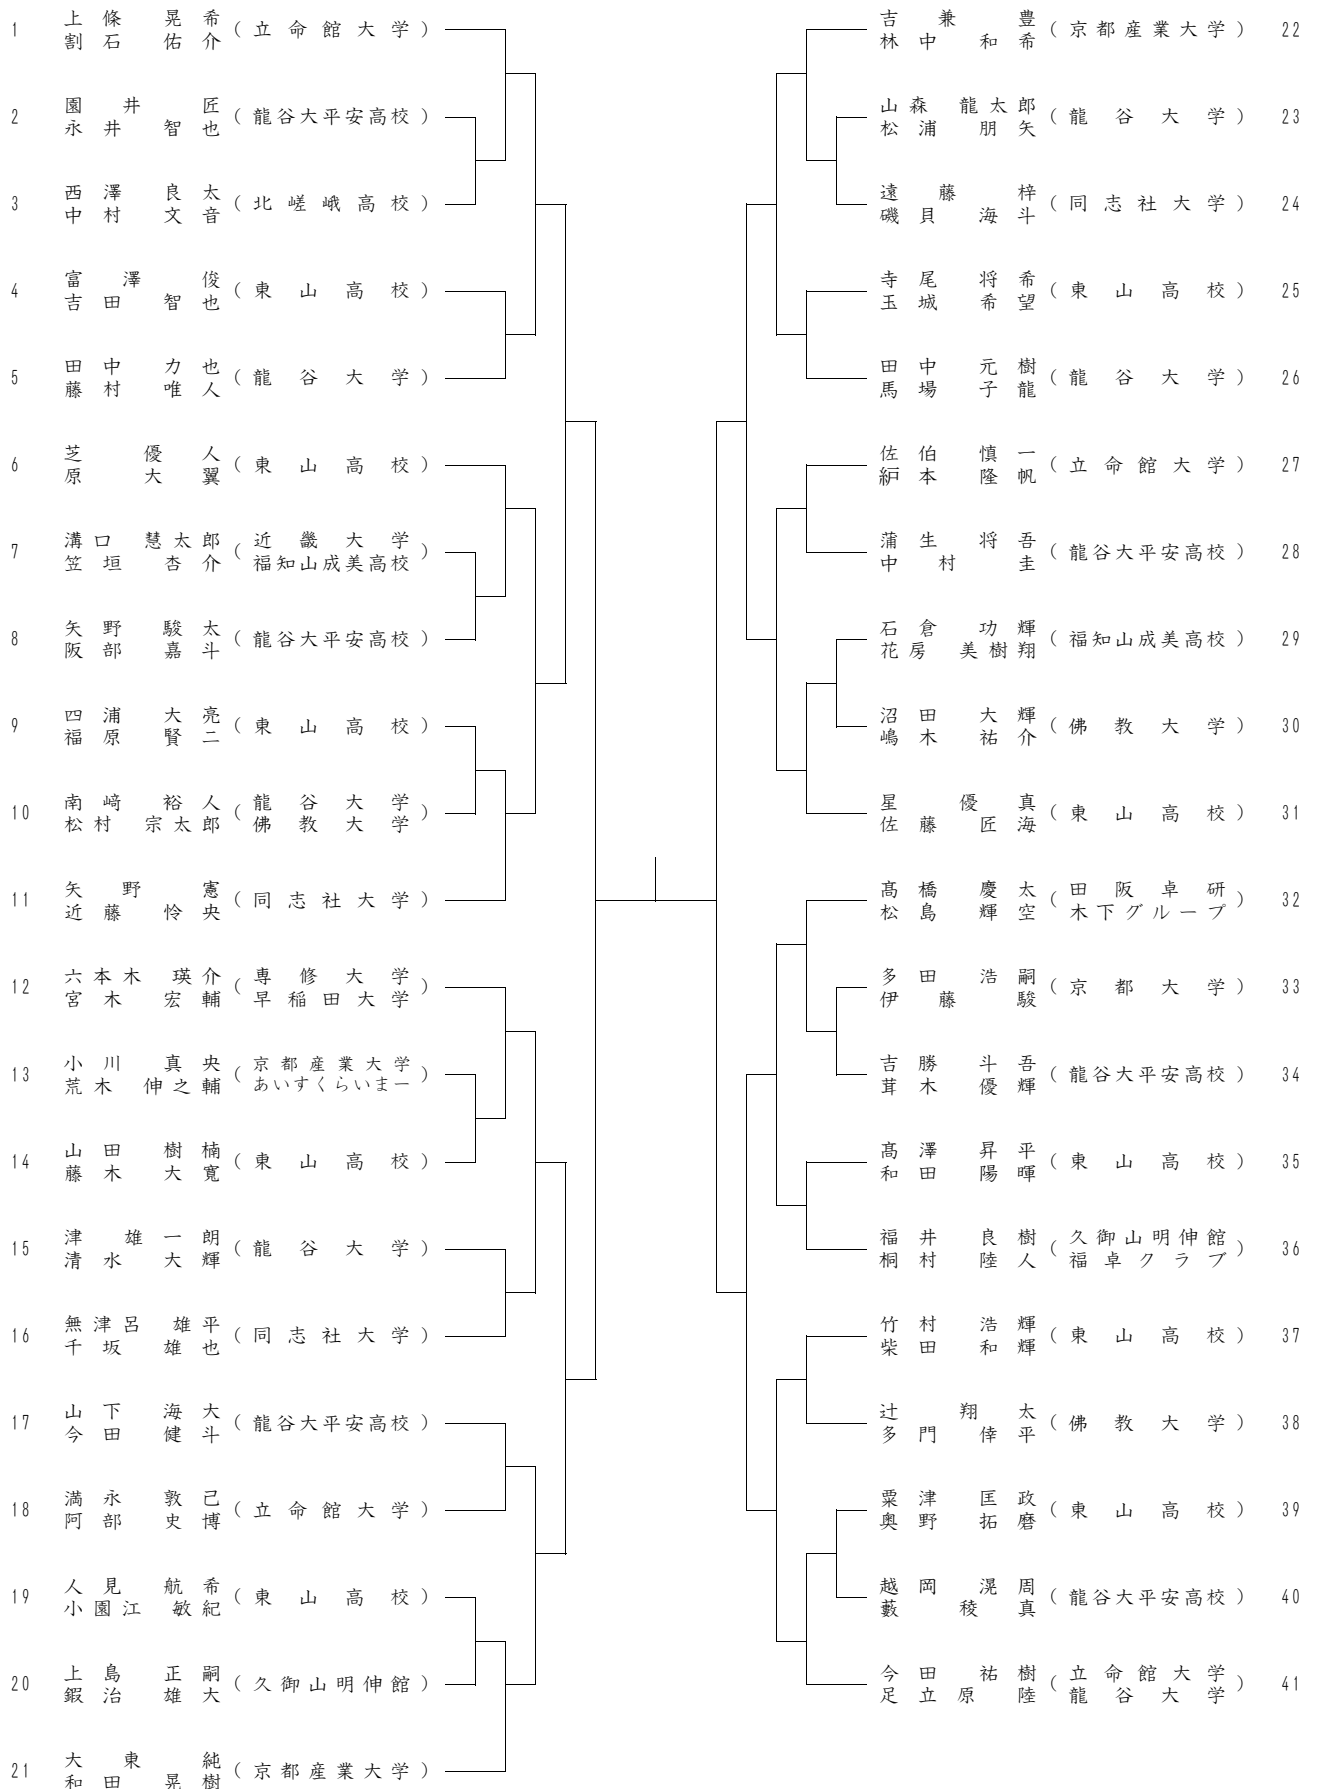 1 上條 晃希 割石 佑介 (立命館大学)
2 園井 匠 永井 智也 (龍谷大平安高校)
3 西澤 良太 中村 文音 (北嵯峨高校)
4 富澤 俊 吉田 智也 (東山高校)
5 田中 力也 藤村 唯人 (龍谷大学)
6 芝 優人 原 大翼 (東山高校)
7 溝口 慧太郎 笠垣 杏介 (近畿大学 福知山成美高校)
8 矢野 駿太 阪部 嘉斗 (龍谷大平安高校)
9 四浦 大亮 福原 賢二 (東山高校)
10 南﨑 裕人 松村 宗太郎 (龍谷大学 佛教大学)
11 矢野 憲 近藤 怜央 (同志社大学)
12 六本木 瑛介 宮木 宏輔 (専修大学 早稲田大学)
13 小川 真央 荒木 伸之輔 (京都産業大学 あいすくらいまー)
14 山田 樹楠 藤木 大寛 (東山高校)
15 津 雄一朗 清水 大輝 (龍谷大学)
16 無津呂 雄平 千坂 雄也 (同志社大学)
17 山下 海大 今田 健斗 (龍谷大平安高校)
18 満永 敦己 阿部 史博 (立命館大学)
19 人見 航希 小園江 敏紀 (東山高校)
20 上島 正嗣 鍜治 雄大 (久御山明伸館)
21 大東 純 和田 晃樹 (京都産業大学)
吉兼 豊 林中 和希 (京都産業大学) 22
山森 龍太郎 松浦 朋矢 (龍谷大学) 23
遠藤 梓 磯貝 海斗 (同志社大学) 24
寺尾 将希 玉城 希望 (東山高校) 25
田中 元樹 馬場 子龍 (龍谷大学) 26
佐伯 慎一 本 隆帆 (立命館大学) 27
蒲生 将吾 中村 圭 (龍谷大平安高校) 28
石倉 功輝 花房 美樹翔 (福知山成美高校) 29
沼田 大輝 嶋木 祐介 (佛教大学) 30
星 優真 佐藤 匠海 (東山高校) 31
髙橋 慶太 松島 輝空 (田阪卓研 木下グループ) 32
多田 浩嗣 伊藤 駿 (京都大学) 33
吉勝 斗吾 茸木 優輝 (龍谷大平安高校) 34
髙澤 昇平 和田 陽暉 (東山高校) 35
福井 良樹 桐村 陸人 (久御山明伸館 福卓クラブ) 36
竹村 浩輝 柴田 和輝 (東山高校) 37
辻 翔太 多門 倖平 (佛教大学) 38
粟津 匡政 奥野 拓磨 (東山高校) 39
越岡 滉周 藪 稜真 (龍谷大平安高校) 40
今田 祐樹 足立原 陸 (立命館大学 龍谷大学) 41